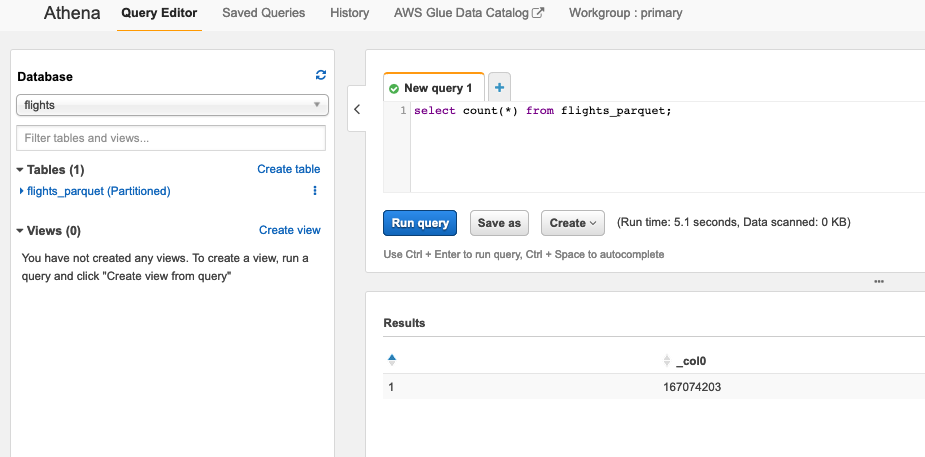 Athena Query Editor Saved Queries History AWS Glue Data Catalog Workgroup : primary
Database
flights
Filter tables and views...
Tables (1) Create table
flights_parquet (Partitioned)
Views (0) Create view
You have not created any views. To create a view, run a
query and click "Create view from query"
New query 1 +
1 select count(*) from flights_parquet;
Run query Save as Create (Run time: 5.1 seconds, Data scanned: 0 KB)
Use Ctrl + Enter to run query, Ctrl + Space to autocomplete
Results
_col0
1 167074203